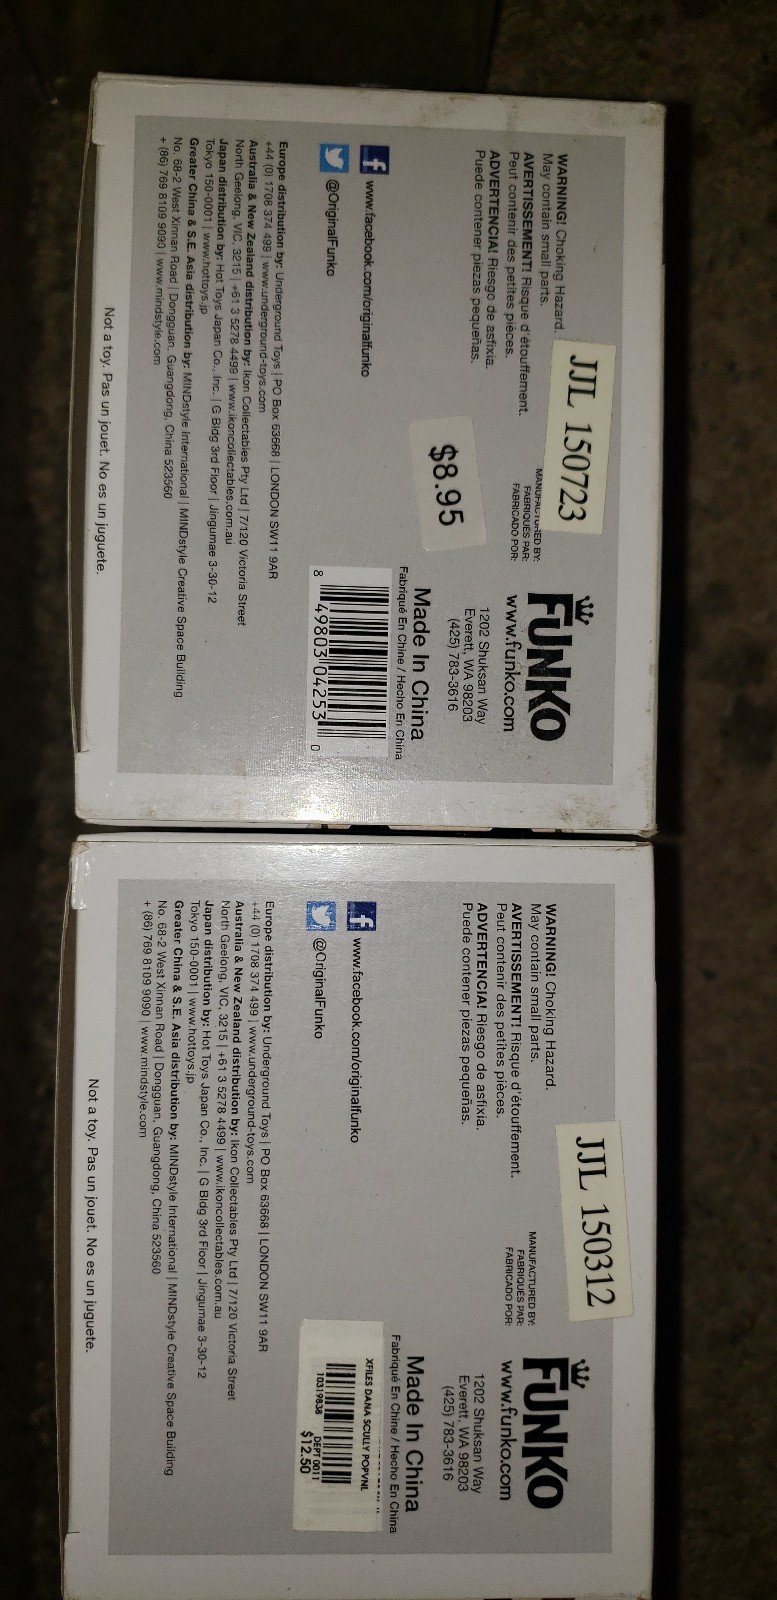 WARNING! Choking Hazard.
May contain small parts.
AVERTISSEMENT! Risque d'étouffement.
Peut contenir des petites pièces.
ADVERTENCIA! Riesgo de asfixia.
Puede contener piezas pequeñas.
JJL 150723
MANUFACTURED BY:
FABRIQUÉS PAR:
FABRICADO POR:
FUNKO
www.funko.com
1202 Shuksan Way
Everett, WA 98203
(425) 783-3616
$8.95
www.facebook.com/originalfunko
@OriginalFunko
Made In China
Fabriqué En Chine / Hecho En China
8 49803 04253 0
Europe distribution by: Underground Toys | PO Box 63668 | LONDON SW11 9AR
+44 (0) 1708 374 499 | www.underground-toys.com
Australia & New Zealand distribution by: Ikon Collectables Pty Ltd | 7/120 Victoria Street
North Geelong, VIC, 3215 | +61 3 5278 4499 | www.ikoncollectables.com.au
Japan distribution by: Hot Toys Japan Co., Inc. | G Bldg 3rd Floor | Jingumae 3-30-12
Tokyo 150-0001 | www.hottoys.jp
Greater China & S.E. Asia distribution by: MINDstyle International | MINDstyle Creative Space Building
No. 68-2 West Xinnan Road | Dongguan, Guangdong, China 523560
+ (86) 769 8109 9090 | www.mindstyle.com
Not a toy. Pas un jouet. No es un juguete.
WARNING! Choking Hazard.
May contain small parts.
AVERTISSEMENT! Risque d'étouffement.
Peut contenir des petites pièces.
ADVERTENCIA! Riesgo de asfixia.
Puede contener piezas pequeñas.
JJL 150312
MANUFACTURED BY:
FABRIQUÉS PAR:
FABRICADO POR:
FUNKO
www.funko.com
1202 Shuksan Way
Everett, WA 98203
(425) 783-3616
www.facebook.com/originalfunko
@OriginalFunko
Made In China
Fabriqué En Chine / Hecho En China
XFILES DANA SCULLY POPVNL
10319838 DEPT 0011
$12.50
Europe distribution by: Underground Toys | PO Box 63668 | LONDON SW11 9AR
+44 (0) 1708 374 499 | www.underground-toys.com
Australia & New Zealand distribution by: Ikon Collectables Pty Ltd | 7/120 Victoria Street
North Geelong, VIC, 3215 | +61 3 5278 4499 | www.ikoncollectables.com.au
Japan distribution by: Hot Toys Japan Co., Inc. | G Bldg 3rd Floor | Jingumae 3-30-12
Tokyo 150-0001 | www.hottoys.jp
Greater China & S.E. Asia distribution by: MINDstyle International | MINDstyle Creative Space Building
No. 68-2 West Xinnan Road | Dongguan, Guangdong, China 523560
+ (86) 769 8109 9090 | www.mindstyle.com
Not a toy. Pas un jouet. No es un juguete.